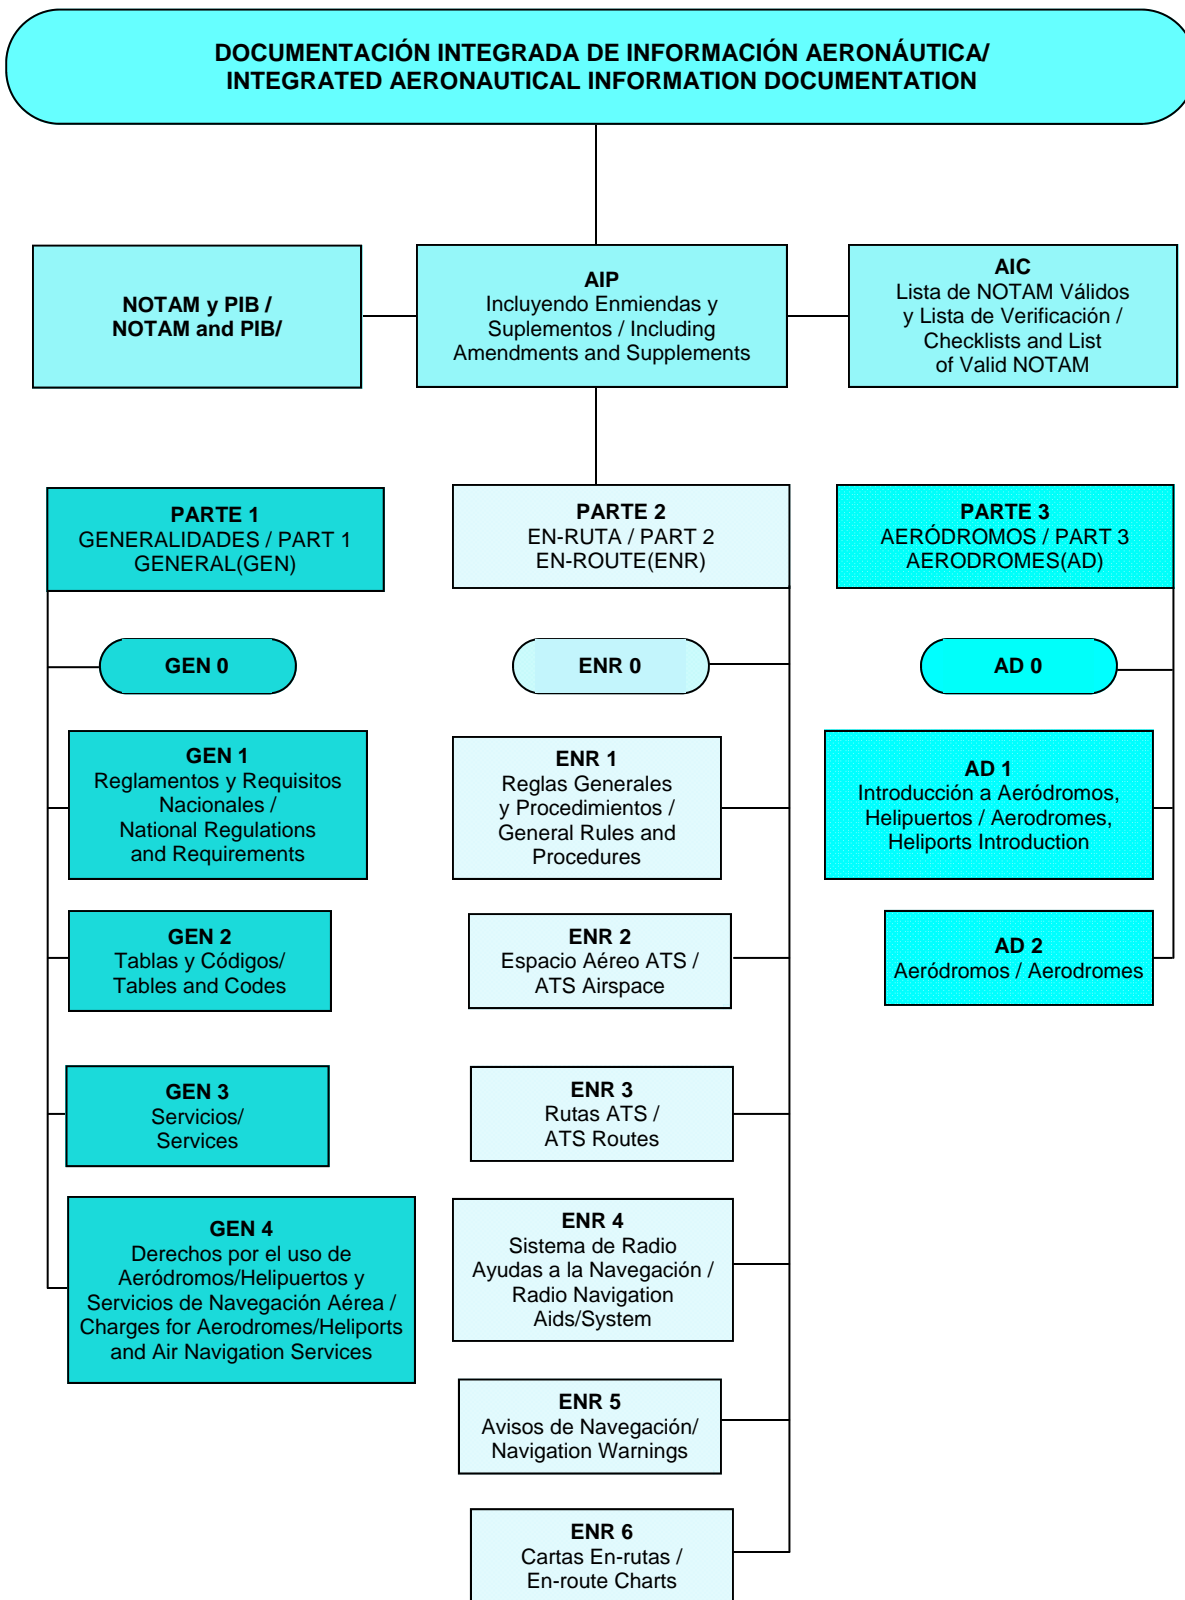 DOCUMENTACIÓN INTEGRADA DE INFORMACIÓN AERONÁUTICA/
INTEGRATED AERONAUTICAL INFORMATION DOCUMENTATION
NOTAM y PIB /
NOTAM and PIB/
AIP
Incluyendo Enmiendas y
Suplementos / Including
Amendments and Supplements
AIC
Lista de NOTAM Válidos
y Lista de Verificación /
Checklists and List
of Valid NOTAM
PARTE 1
GENERALIDADES / PART 1
GENERAL(GEN)
GEN 0
GEN 1
Reglamentos y Requisitos
Nacionales /
National Regulations
and Requirements
GEN 2
Tablas y Códigos/
Tables and Codes
GEN 3
Servicios/
Services
GEN 4
Derechos por el uso de
Aeródromos/Helipuertos y
Servicios de Navegación Aérea /
Charges for Aerodromes/Heliports
and Air Navigation Services
PARTE 2
EN-RUTA / PART 2
EN-ROUTE(ENR)
ENR 0
ENR 1
Reglas Generales
y Procedimientos /
General Rules and
Procedures
ENR 2
Espacio Aéreo ATS /
ATS Airspace
ENR 3
Rutas ATS /
ATS Routes
ENR 4
Sistema de Radio
Ayudas a la Navegación /
Radio Navigation
Aids/System
ENR 5
Avisos de Navegación/
Navigation Warnings
ENR 6
Cartas En-rutas /
En-route Charts
PARTE 3
AERÓDROMOS / PART 3
AERODROMES(AD)
AD 0
AD 1
Introducción a Aeródromos,
Helipuertos / Aerodromes,
Heliports Introduction
AD 2
Aeródromos / Aerodromes